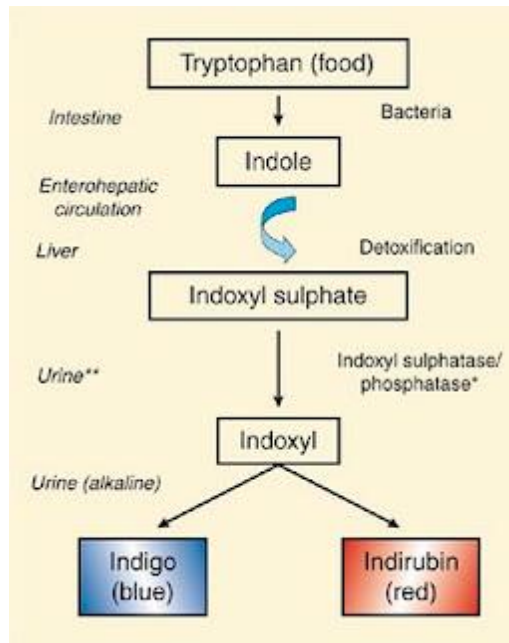 Tryptophan (food)
Intestine
Bacteria
Indole
Enterohepatic
circulation
Liver
Detoxification
Indoxyl sulphate
Urine**
Indoxyl sulphatase/
phosphatase*
Indoxyl
Urine (alkaline)
Indigo
(blue)
Indirubin
(red)